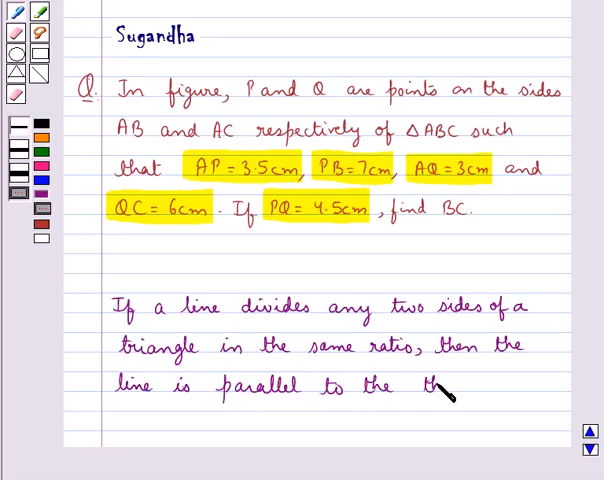 Sugandha
Q. In figure, P and Q are points on the sides
AB and AC respectively of △ABC such
that AP = 3.5cm, PB = 7cm, AQ = 3cm and
QC = 6cm. If PQ = 4.5cm, find BC.
If a line divides any two sides of a
triangle in the same ratio, then the
line is parallel to the th